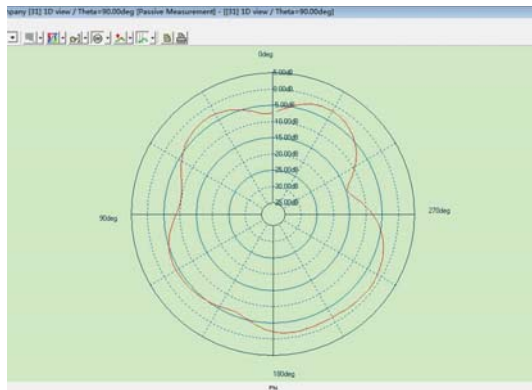 mpany [31] 1D view / Theta=90.00deg [Passive Measurement] - [[31] 1D view / Theta=90.00deg]
0deg
5.00dB
0.00dB
-5.00dB
-10.00dB
-15.00dB
-20.00dB
-25.00dB
-30.00dB
-35.00dB
90deg
270deg
180deg
Phi